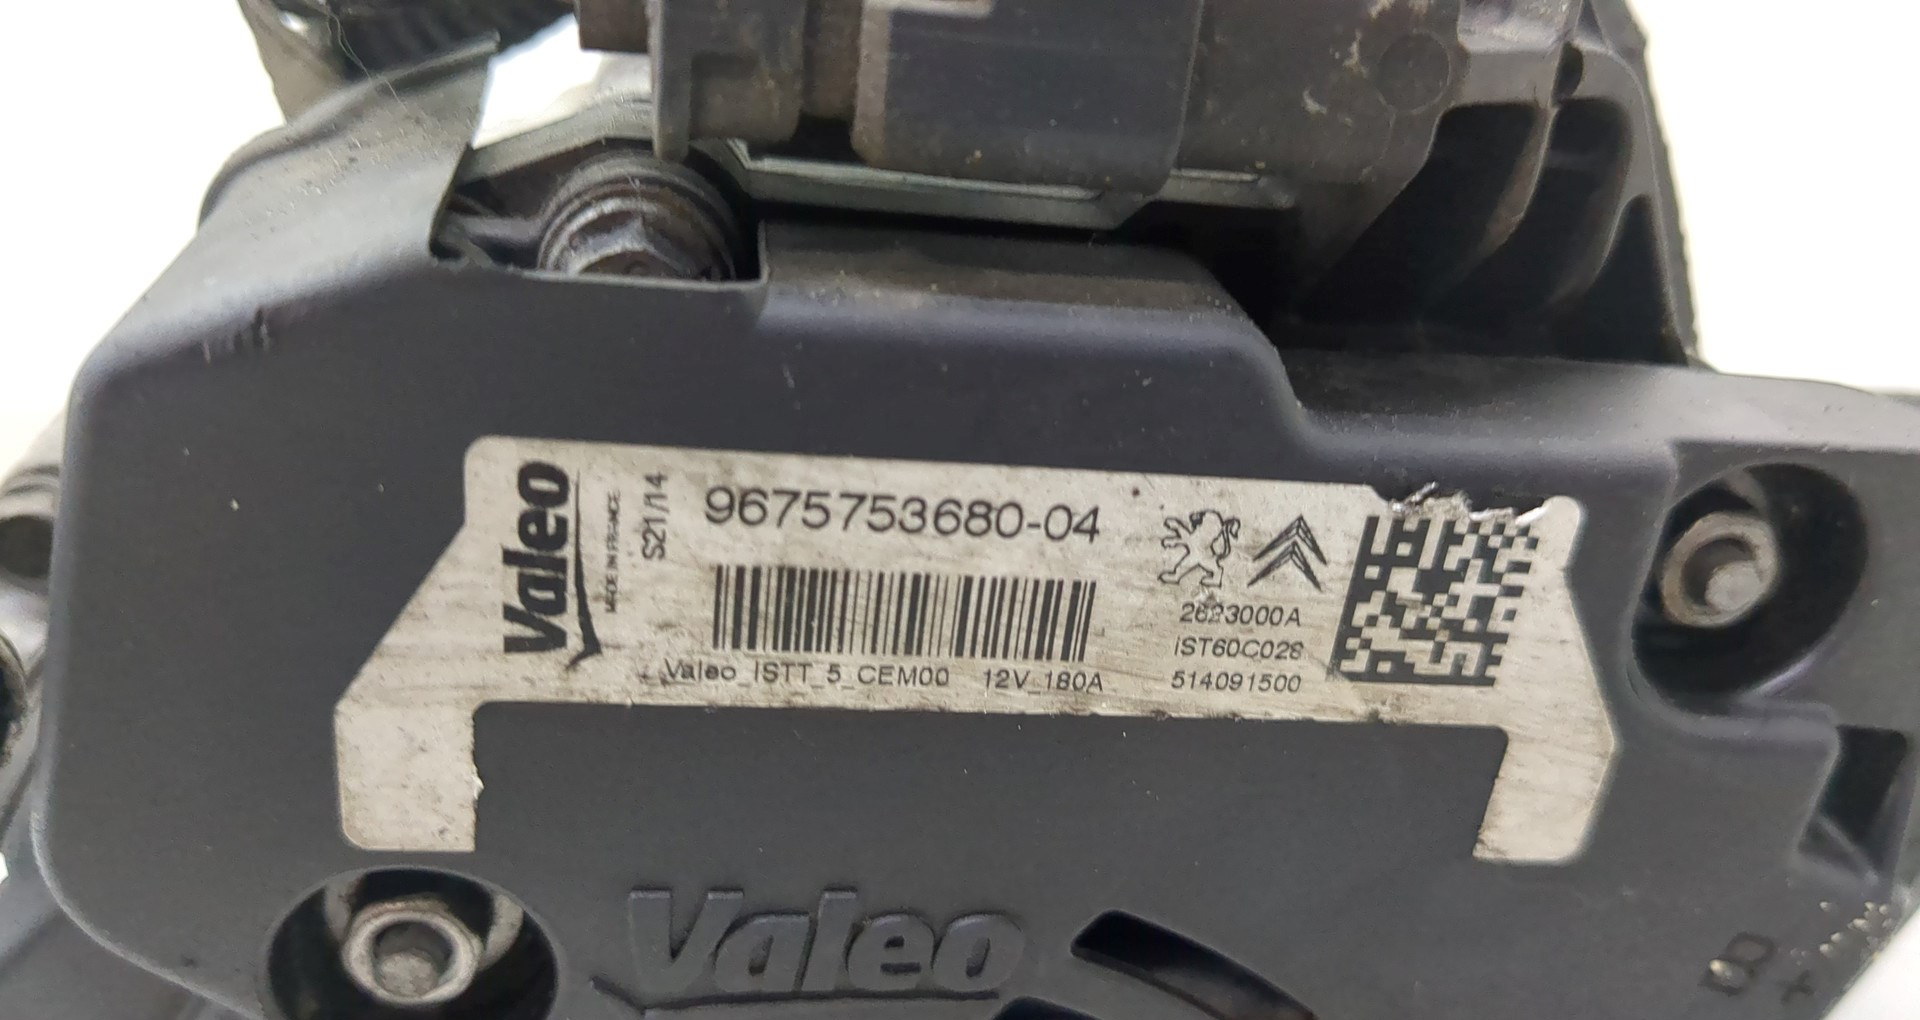 Valeo
MADE IN FRANCE
S21/14
9675753680-04
2623000A
iST60C028
Valeo_ISTT_5_CEM00 12V_180A
514091500
Valeo
B+